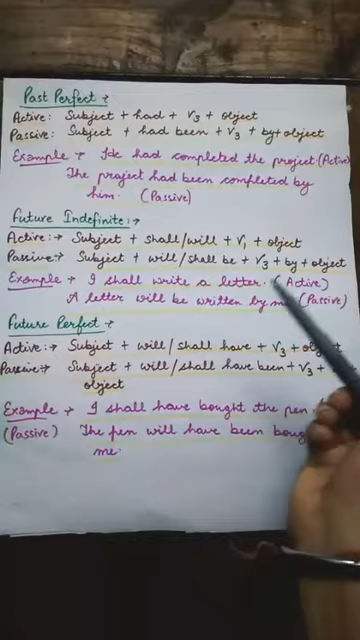 Past Perfect :-
Active: Subject + had + V3 + object
Passive: Subject + had been + V3 + by + object
Example → He had completed the project (Active)
The project had been completed by
him. (Passive)
Future Indefinite :→
Active :→ Subject + shall/will + V1 + object
Passive :→ Subject + will/shall be + V3 + by + object
Example → I shall write a letter. (Active)
A letter will be written by me (Passive)
Future Perfect :→
Active :→ Subject + will/shall have + V3 + object
Passive :→ Subject + will/shall have been + V3 +
object
Example → I shall have bought the pen.
(Passive) The pen will have been
me.